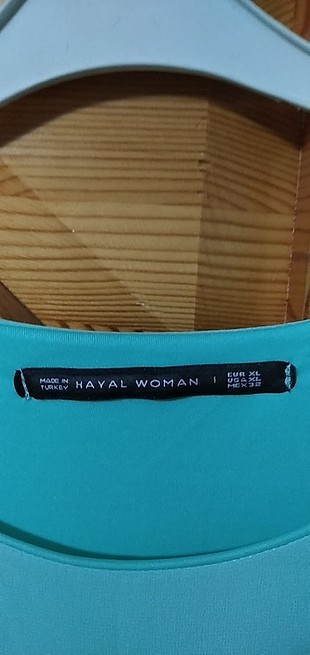 MADE IN
TURKEY
HAYAL WOMAN
EUR XL
USA XL
MEX 32